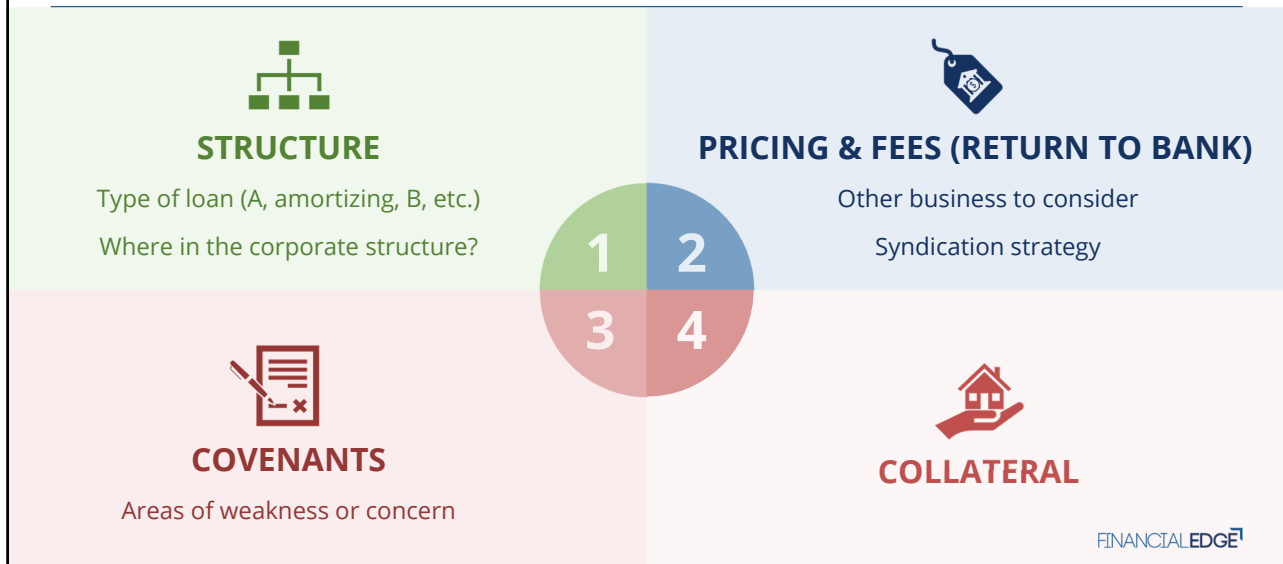 STRUCTURE
Type of loan (A, amortizing, B, etc.)
Where in the corporate structure?
PRICING & FEES (RETURN TO BANK)
Other business to consider
Syndication strategy
1 2
3 4
COVENANTS
Areas of weakness or concern
COLLATERAL
FINANCIALEDGE